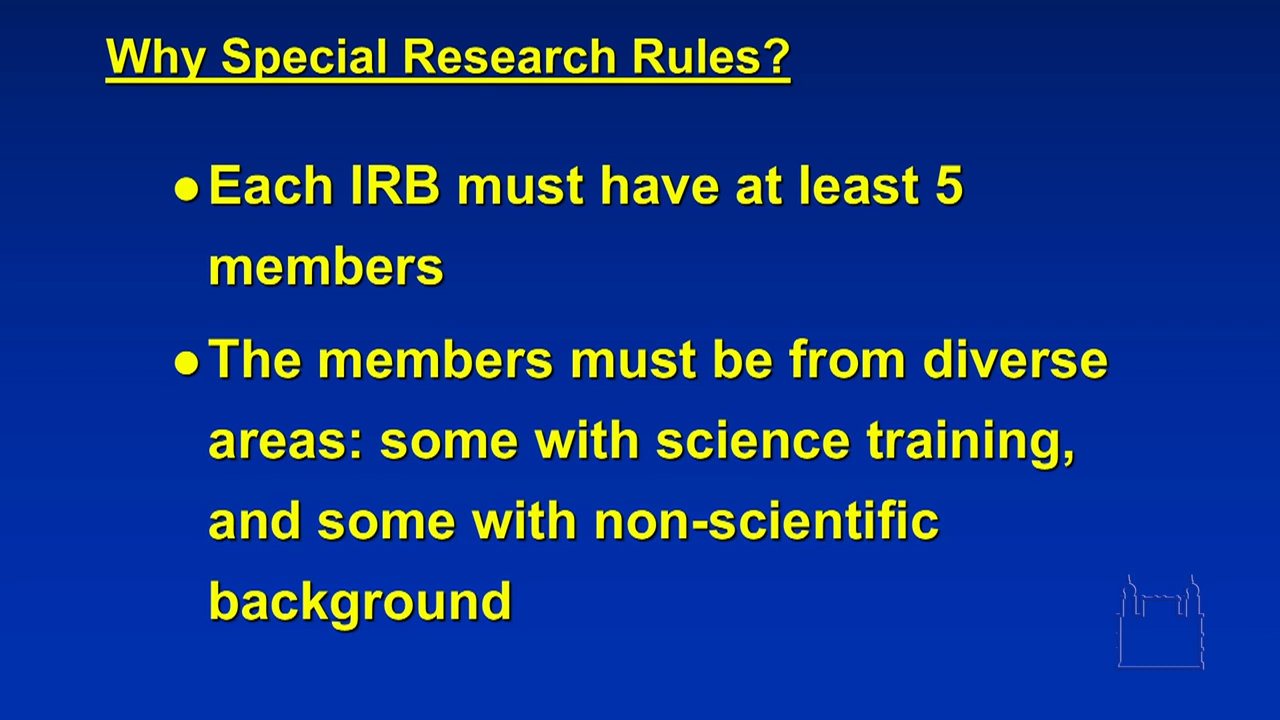 Why Special Research Rules?
●Each IRB must have at least 5
members
●The members must be from diverse
areas: some with science training,
and some with non-scientific
background